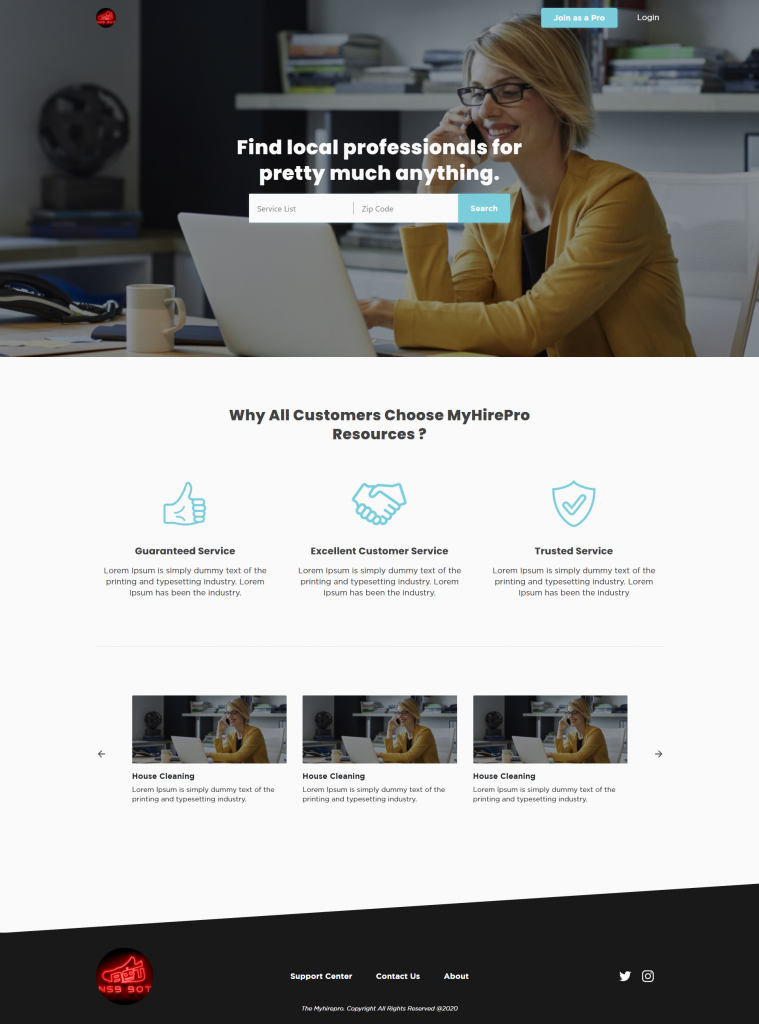 Join as a Pro Login
Find local professionals for
pretty much anything.
Service List Zip Code Search
Why All Customers Choose MyHirePro
Resources ?
Guaranteed Service
Lorem Ipsum is simply dummy text of the
printing and typesetting industry. Lorem
Ipsum has been the industry.
Excellent Customer Service
Lorem Ipsum is simply dummy text of the
printing and typesetting industry. Lorem
Ipsum has been the industry.
Trusted Service
Lorem Ipsum is simply dummy text of the
printing and typesetting industry. Lorem
Ipsum has been the industry
House Cleaning
Lorem Ipsum is simply dummy text of the
printing and typesetting industry.
House Cleaning
Lorem Ipsum is simply dummy text of the
printing and typesetting industry.
House Cleaning
Lorem Ipsum is simply dummy text of the
printing and typesetting industry.
Support Center Contact Us About
The Myhirepro. Copyright All Rights Reserved @2020